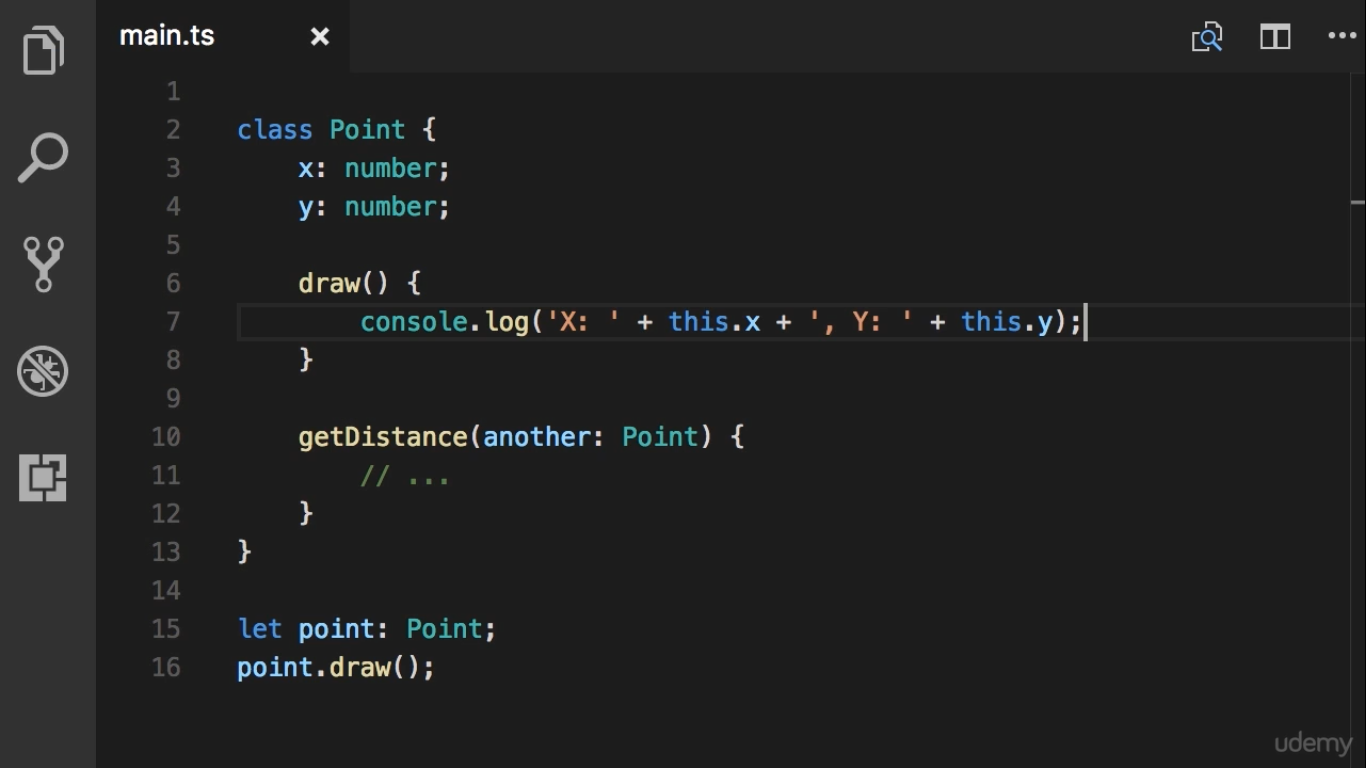 main.ts
1
2 class Point {
3     x: number;
4     y: number;
5
6     draw() {
7         console.log('X: ' + this.x + ', Y: ' + this.y);
8     }
9
10     getDistance(another: Point) {
11         // ...
12     }
13 }
14
15 let point: Point;
16 point.draw();
udemy